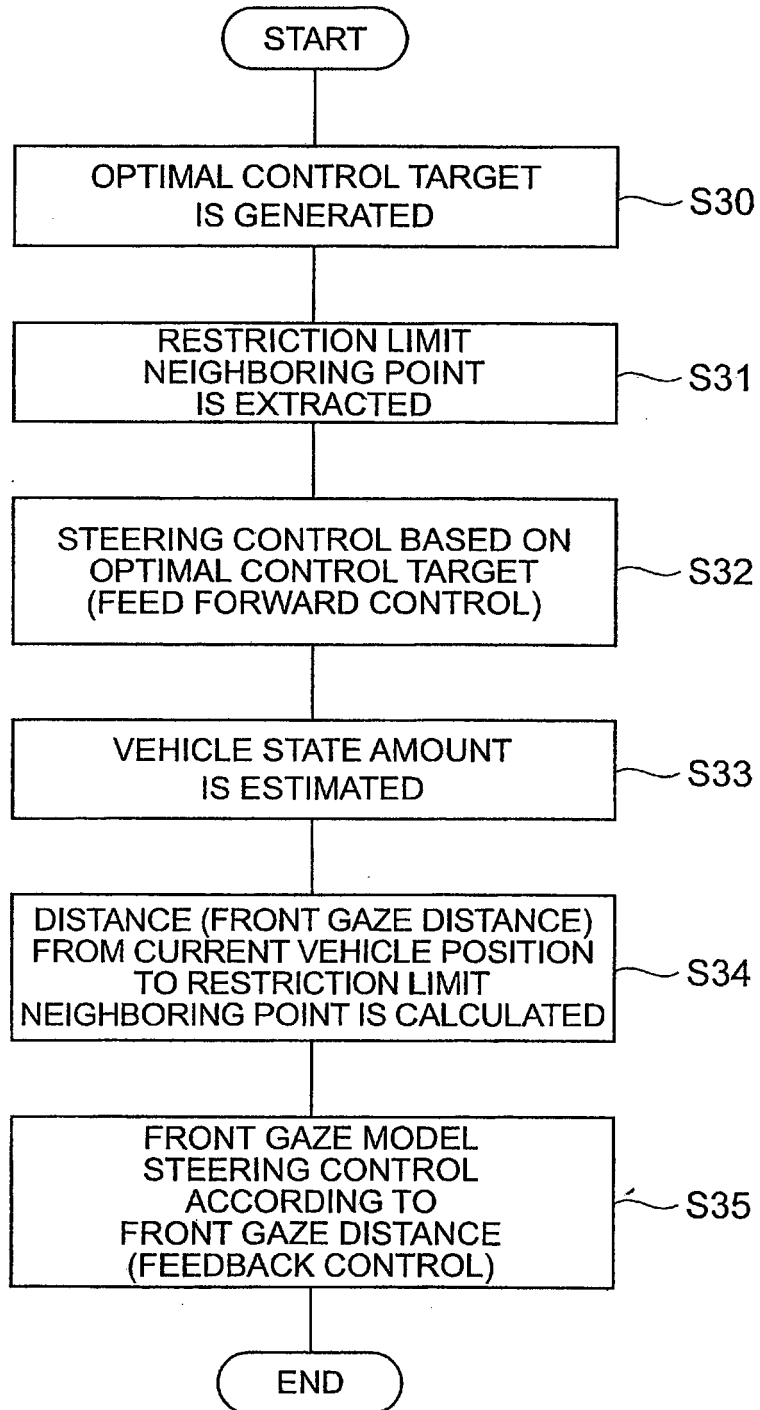 START
OPTIMAL CONTROL TARGET
IS GENERATED
S30
RESTRICTION LIMIT
NEIGHBORING POINT
IS EXTRACTED
S31
STEERING CONTROL BASED ON
OPTIMAL CONTROL TARGET
(FEED FORWARD CONTROL)
S32
VEHICLE STATE AMOUNT
IS ESTIMATED
S33
DISTANCE (FRONT GAZE DISTANCE)
FROM CURRENT VEHICLE POSITION
TO RESTRICTION LIMIT
NEIGHBORING POINT IS CALCULATED
S34
FRONT GAZE MODEL
STEERING CONTROL
ACCORDING TO
FRONT GAZE DISTANCE
(FEEDBACK CONTROL)
S35
END